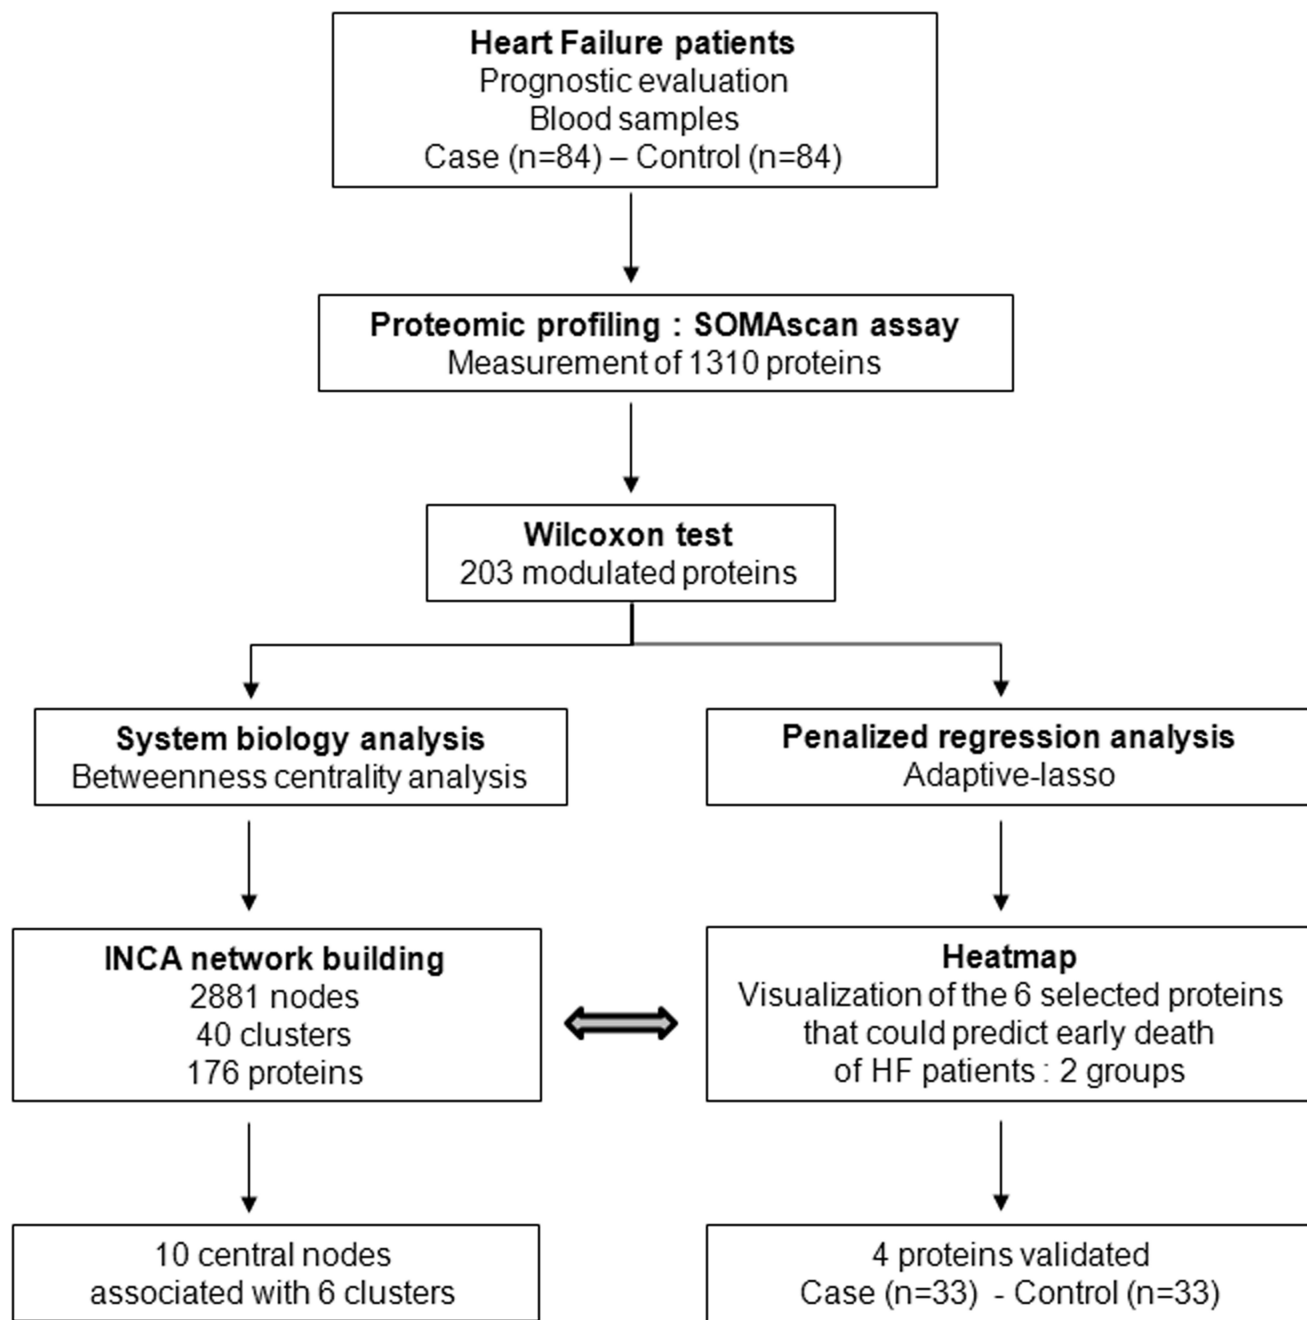 Heart Failure patients
Prognostic evaluation
Blood samples
Case (n=84) – Control (n=84)
Proteomic profiling : SOMAscan assay
Measurement of 1310 proteins
Wilcoxon test
203 modulated proteins
System biology analysis
Betweenness centrality analysis
Penalized regression analysis
Adaptive-lasso
INCA network building
2881 nodes
40 clusters
176 proteins
Heatmap
Visualization of the 6 selected proteins
that could predict early death
of HF patients : 2 groups
10 central nodes
associated with 6 clusters
4 proteins validated
Case (n=33) - Control (n=33)